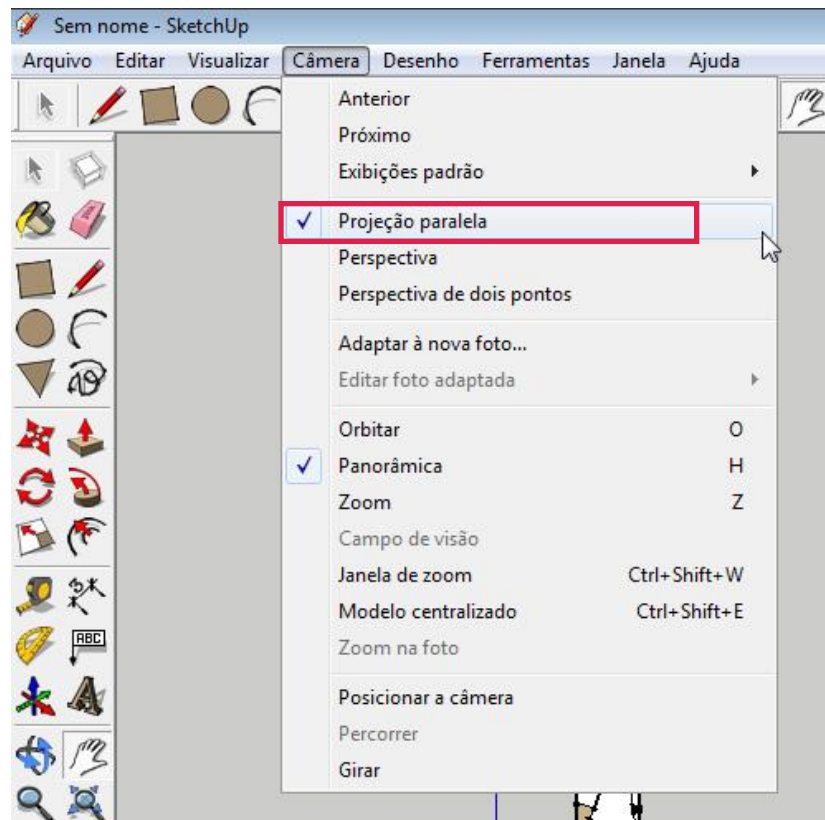 Sem nome - SketchUp
Arquivo Editar Visualizar Câmera Desenho Ferramentas Janela Ajuda
Anterior
Próximo
Exibições padrão
Projeção paralela
Perspectiva
Perspectiva de dois pontos
Adaptar à nova foto...
Editar foto adaptada
Orbitar O
Panorâmica H
Zoom Z
Campo de visão
Janela de zoom Ctrl+Shift+W
Modelo centralizado Ctrl+Shift+E
Zoom na foto
Posicionar a câmera
Percorrer
Girar
ABC
A